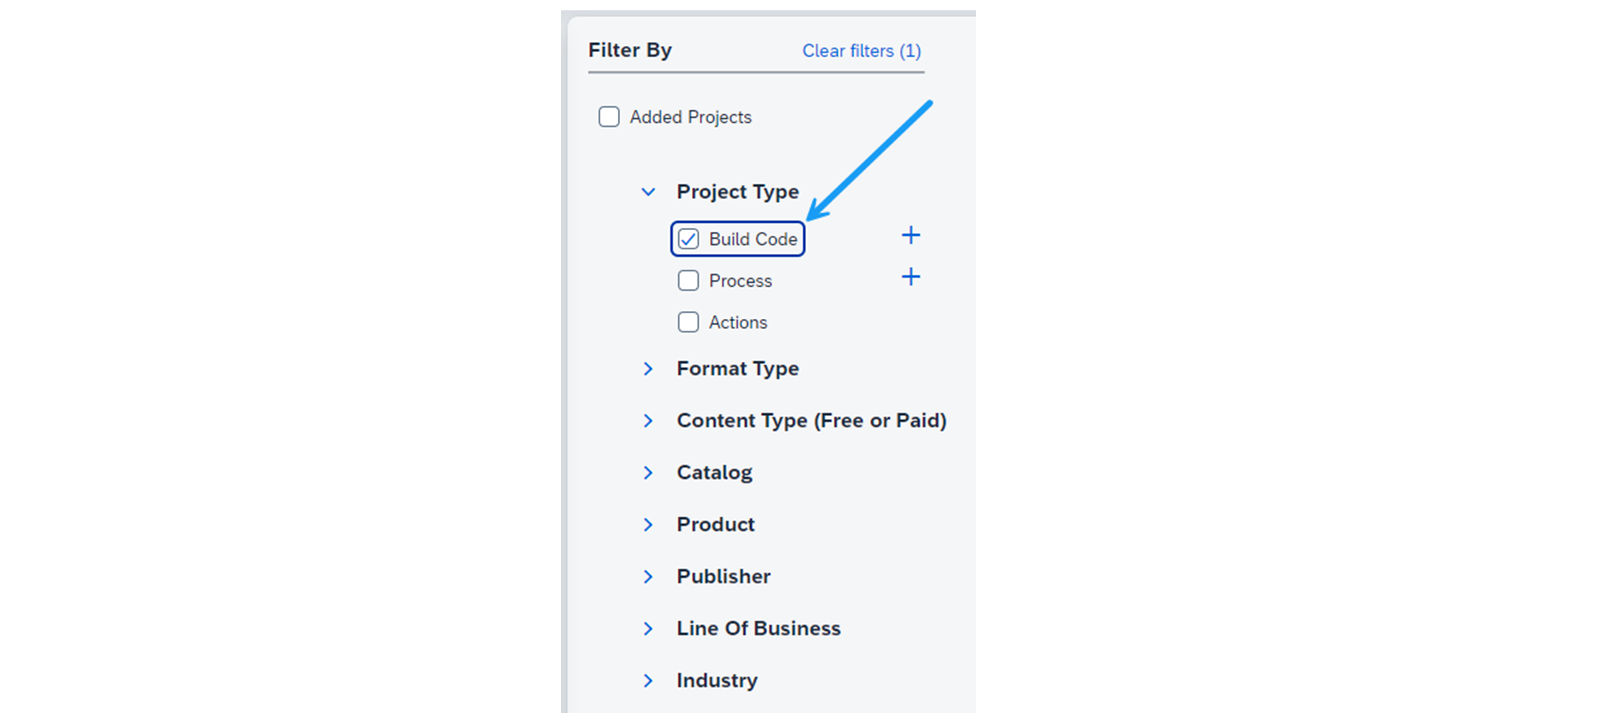 Filter By Clear filters (1)
Added Projects
Project Type
Build Code
Process
Actions
Format Type
Content Type (Free or Paid)
Catalog
Product
Publisher
Line Of Business
Industry